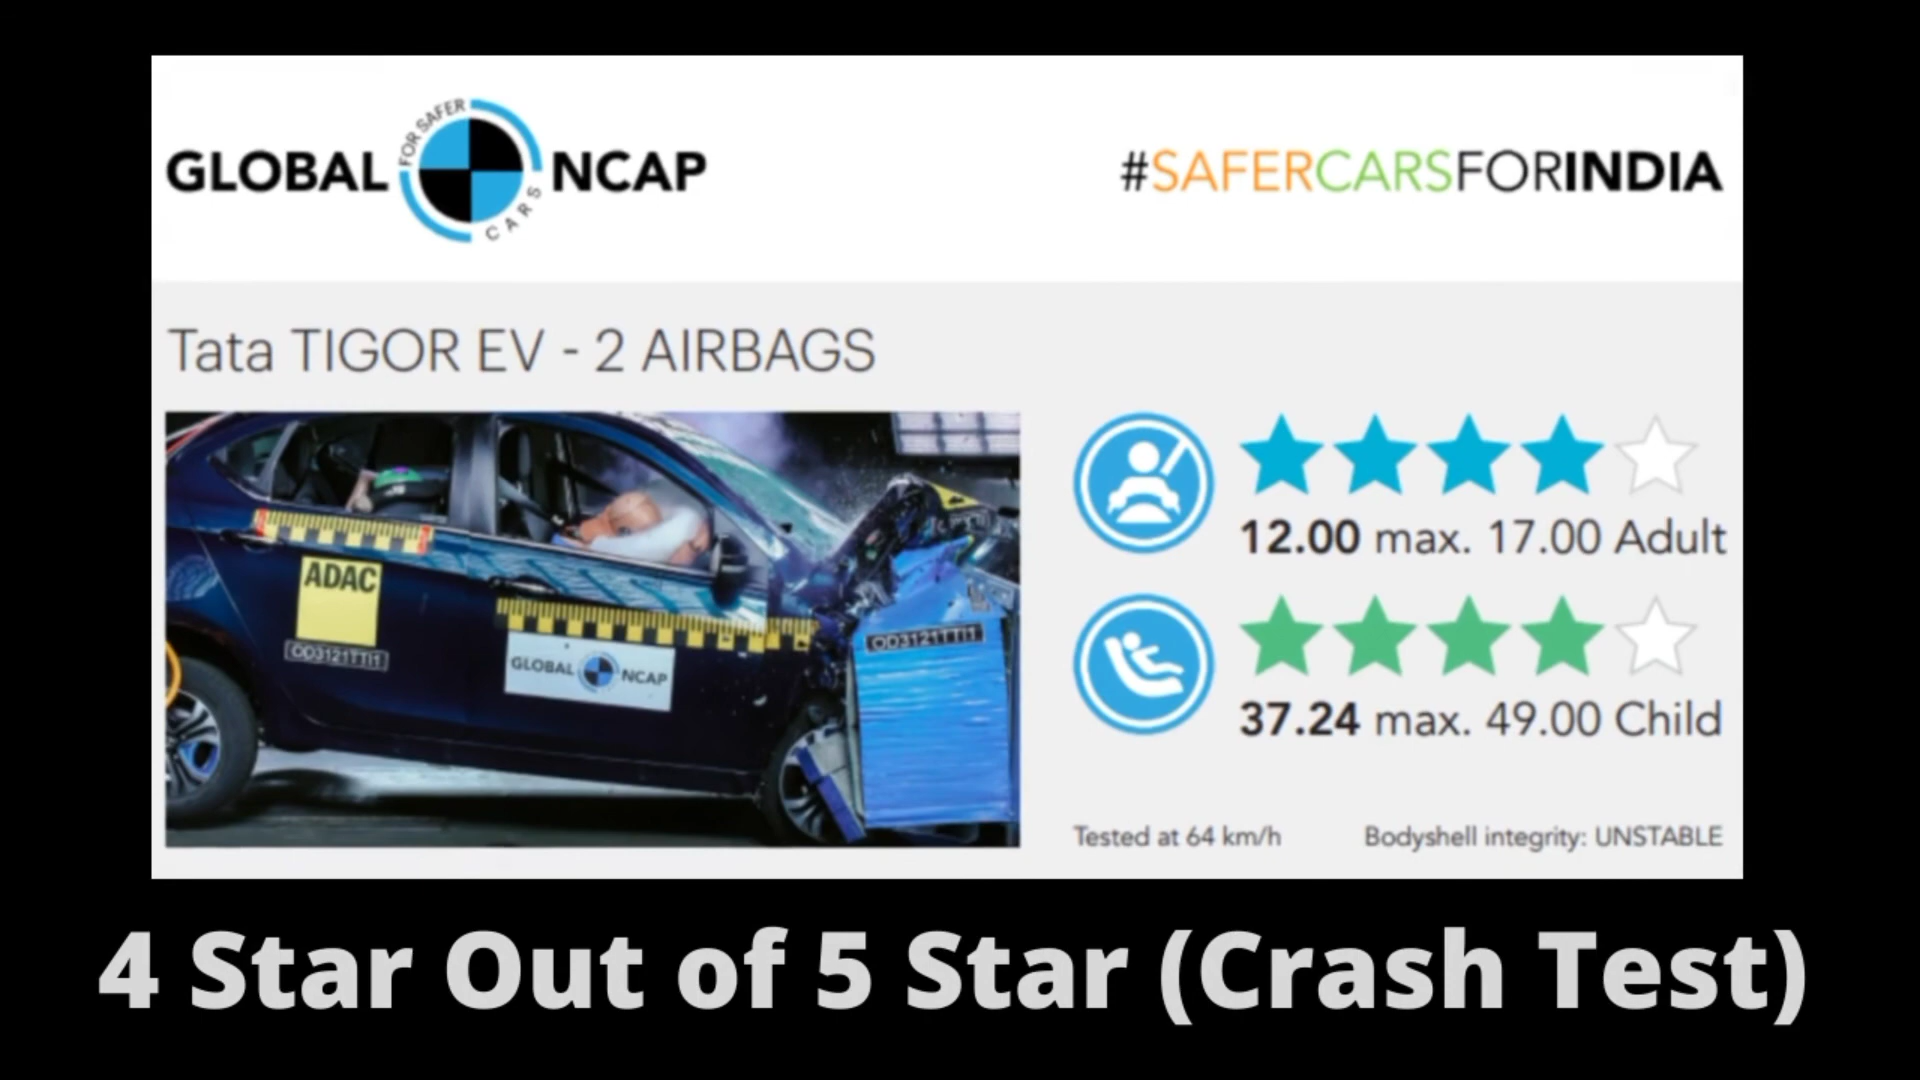 GLOBAL FOR SAFER CARS NCAP
#SAFERCARSFORINDIA
Tata TIGOR EV - 2 AIRBAGS
ADAC
OD3121TTI1
GLOBAL NCAP
OD3121TTI1
12.00 max. 17.00 Adult
37.24 max. 49.00 Child
Tested at 64 km/h
Bodyshell integrity: UNSTABLE
4 Star Out of 5 Star (Crash Test)